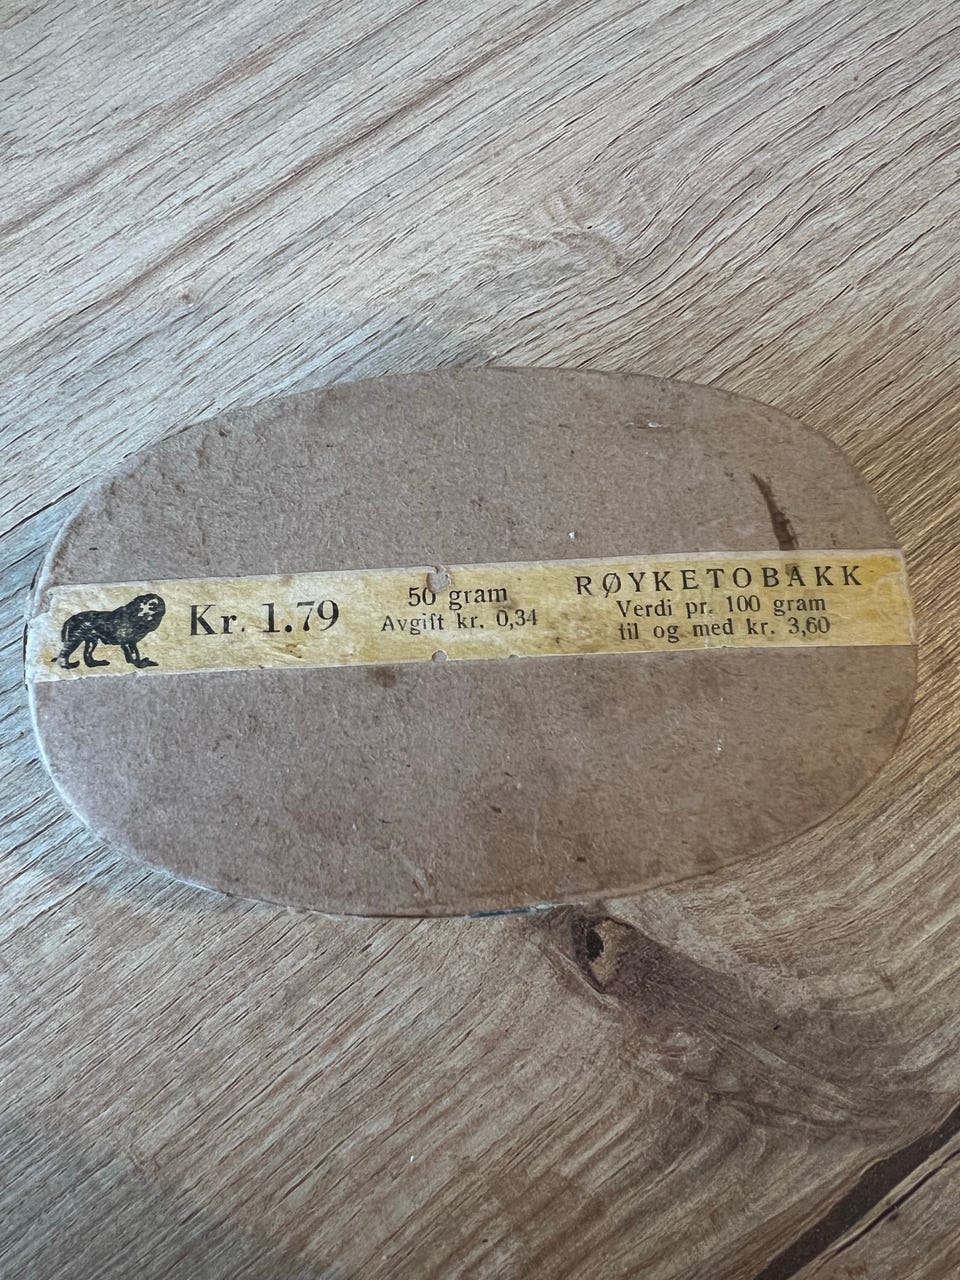 Kr. 1.79
50 gram
Avgift kr. 0,34
RØYKETOBAKK
Verdi pr. 100 gram
til og med kr. 3,60